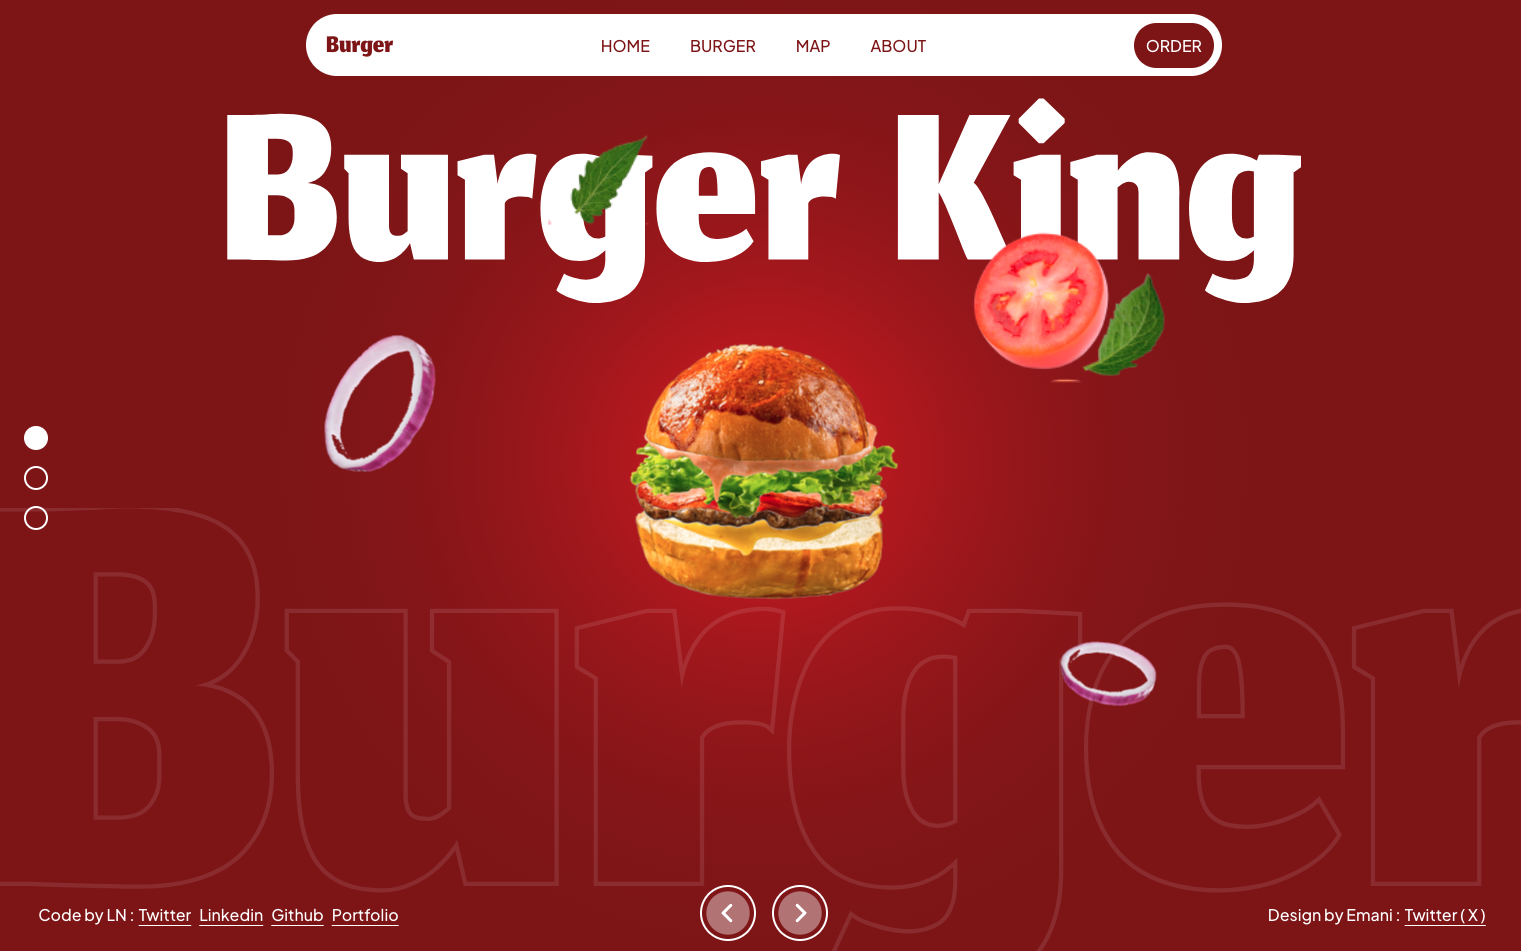 Burger
HOME BURGER MAP ABOUT
ORDER
Burger King
Burger
Code by LN : Twitter Linkedin Github Portfolio
Design by Emani : Twitter ( X )